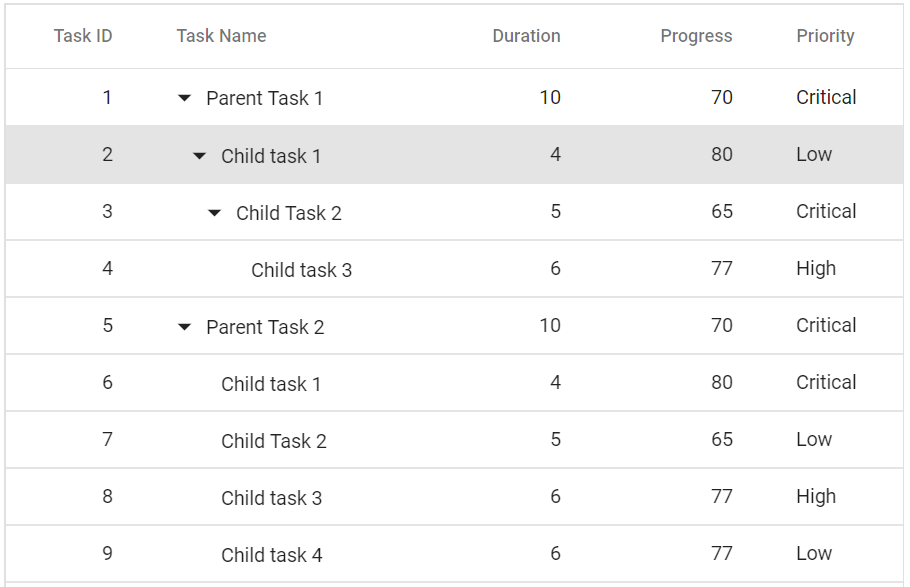 Task ID Task Name Duration Progress Priority
1 Parent Task 1 10 70 Critical
2 Child task 1 4 80 Low
3 Child Task 2 5 65 Critical
4 Child task 3 6 77 High
5 Parent Task 2 10 70 Critical
6 Child task 1 4 80 Critical
7 Child Task 2 5 65 Low
8 Child task 3 6 77 High
9 Child task 4 6 77 Low